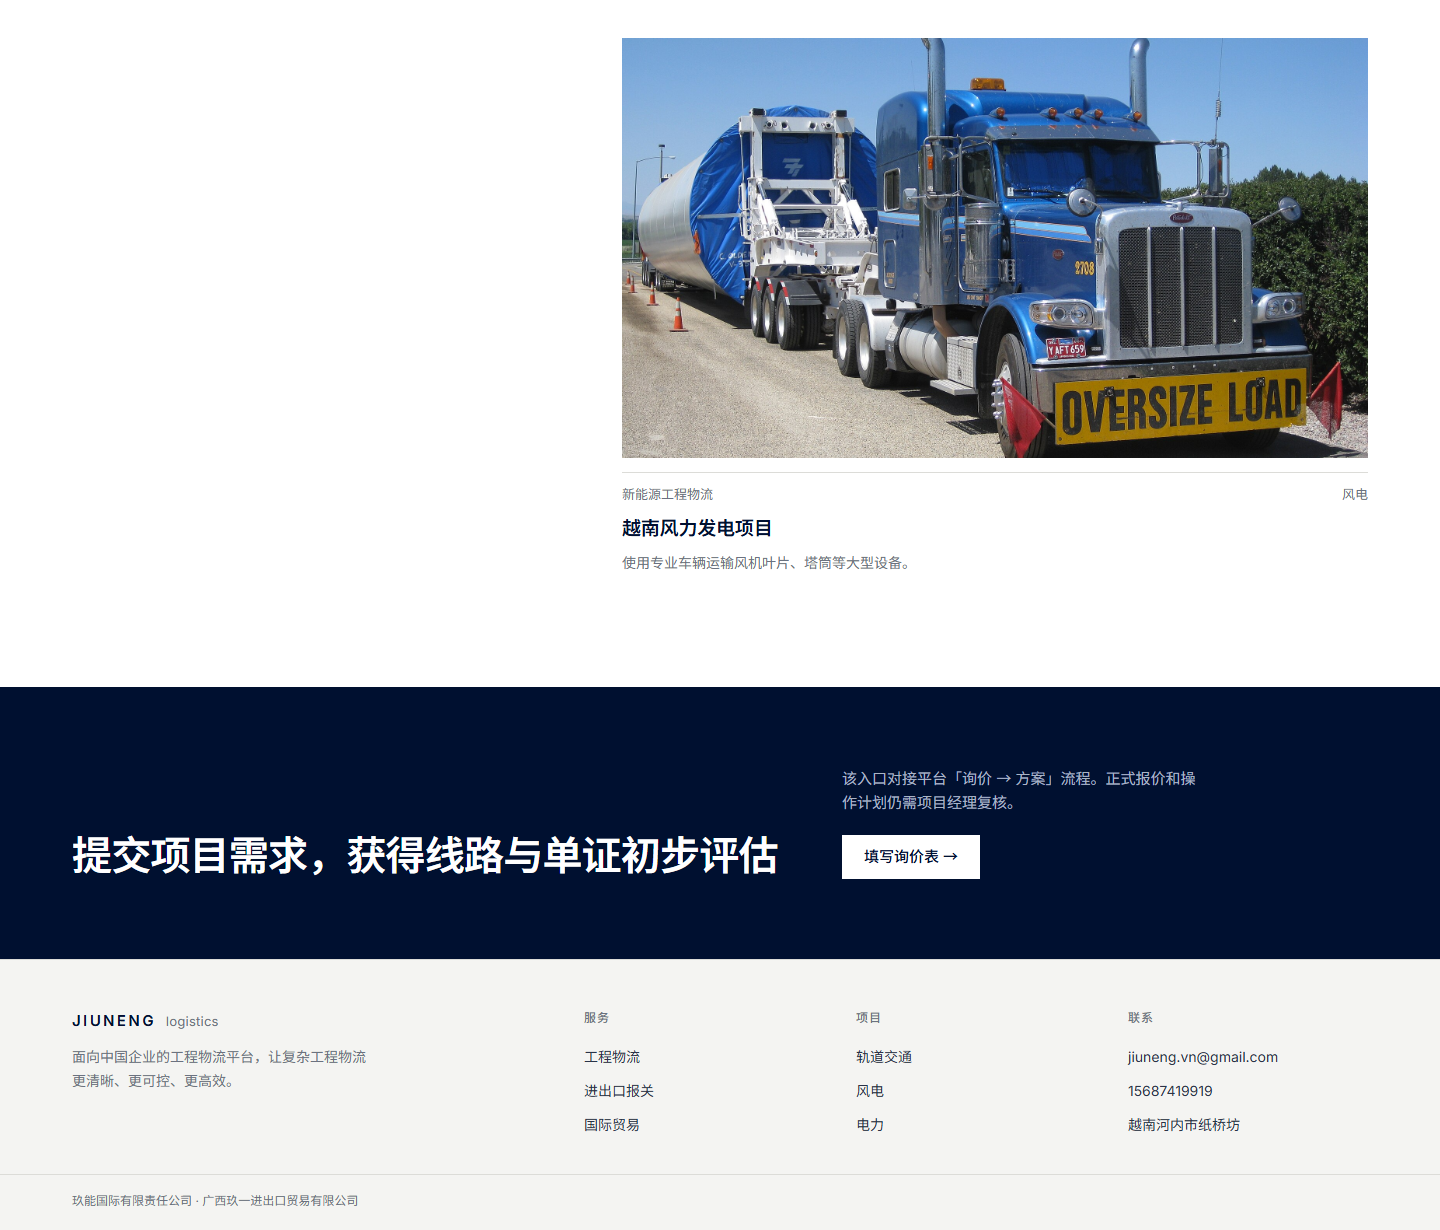 2708
YAFT659
OVERSIZE LOAD
新能源工程物流
风电
越南风力发电项目
使用专业车辆运输风机叶片、塔筒等大型设备。
该入口对接平台「询价 → 方案」流程。正式报价和操
作计划仍需项目经理复核。
提交项目需求，获得线路与单证初步评估
填写询价表 →
JIUNENG logistics
面向中国企业的工程物流平台，让复杂工程物流
更清晰、更可控、更高效。
服务
工程物流
进出口报关
国际贸易
项目
轨道交通
风电
电力
联系
jiuneng.vn@gmail.com
15687419919
越南河内市纸桥坊
玖能国际有限责任公司 · 广西玖一进出口贸易有限公司